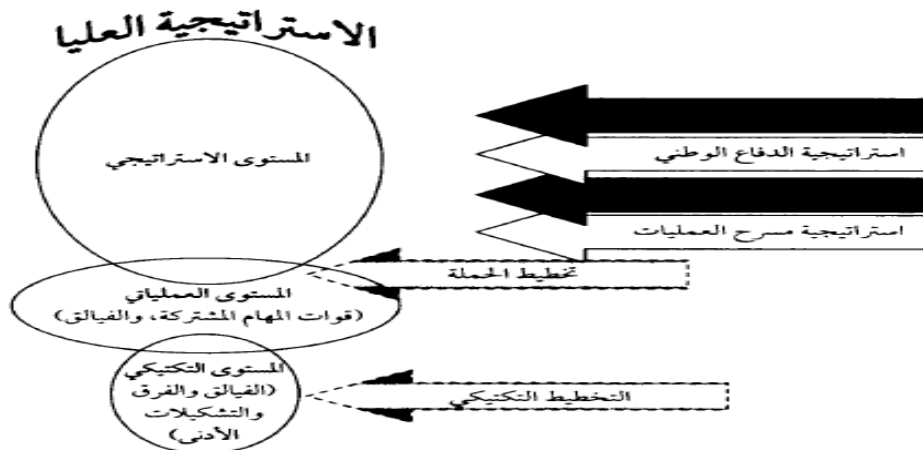 الاستراتيجية العليا
المستوى الاستراتيجي
استراتيجية الدفاع الوطني
استراتيجية مسرح العمليات
تخطيط الحملة
المستوى العملياتي
(قوات المهام المشتركة، والفيالق)
المستوى التكتيكي
(الفيالق والفرق
والتشكيلات
الأدنى)
التخطيط التكتيكي